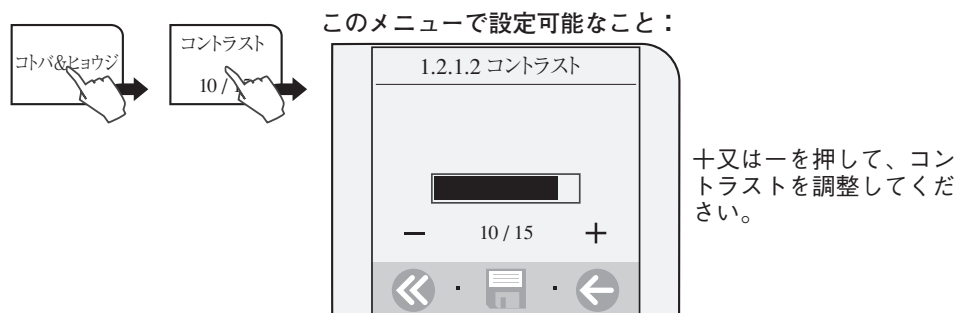 このメニューで設定可能なこと：
コトバ&ヒョウジ
コントラスト
10 / 
1.2.1.2 コントラスト
− 10 / 15 +
+又は−を押して、コン
トラストを調整してくだ
さい。